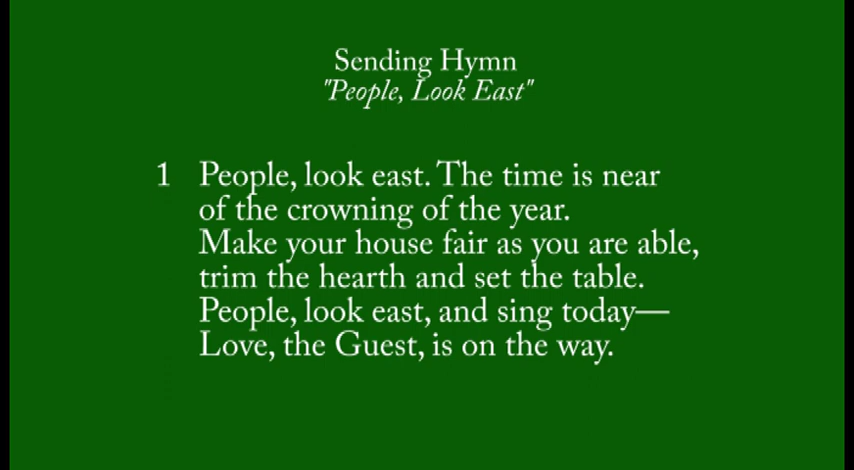 Sending Hymn
"People, Look East"
1 People, look east. The time is near
of the crowning of the year.
Make your house fair as you are able,
trim the hearth and set the table.
People, look east, and sing today—
Love, the Guest, is on the way.